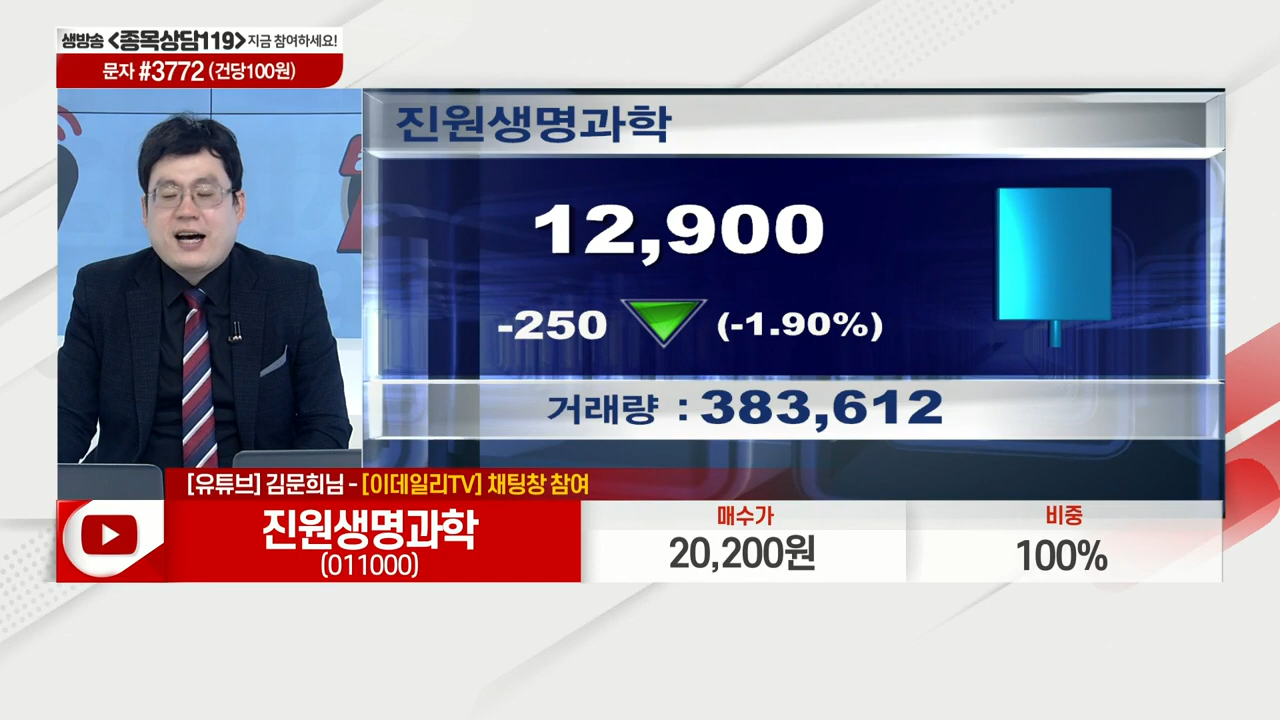 생방송 <종목상담119> 지금 참여하세요!
문자 #3772 (건당100원)
진원생명과학
12,900
-250 (-1.90%)
거래량 : 383,612
[유튜브] 김문희님 - [이데일리TV] 채팅창 참여
진원생명과학
(011000)
매수가
20,200원
비중
100%